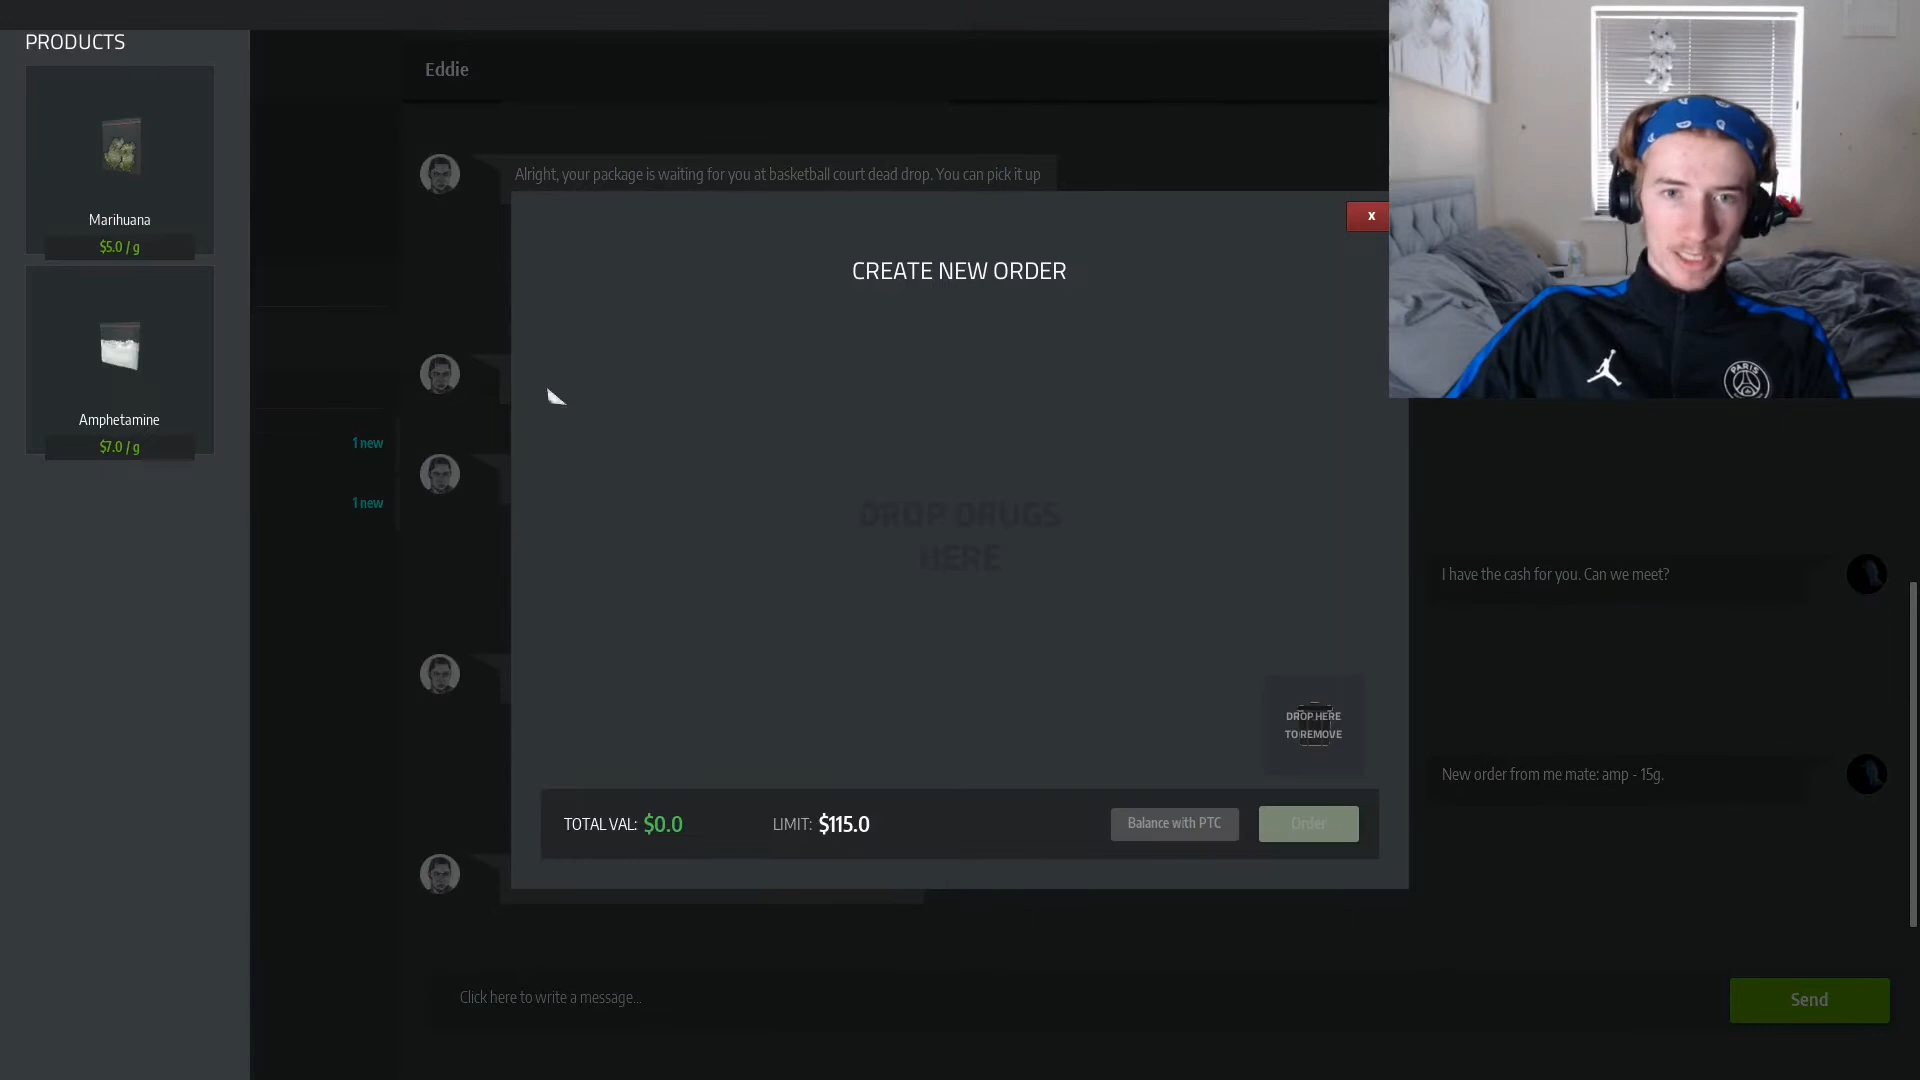 PRODUCTS
Marihuana
$5.0 / g
Amphetamine
$7.0 / g
1 new
1 new
Eddie
Alright, your package is waiting for you at basketball court dead drop. You can pick it up
x
CREATE NEW ORDER
DROP DRUGS
HERE
DROP HERE
TO REMOVE
TOTAL VAL: $0.0
LIMIT: $115.0
Balance with PTC
Order
I have the cash for you. Can we meet?
New order from me mate: amp - 15g.
Click here to write a message...
Send
PARIS